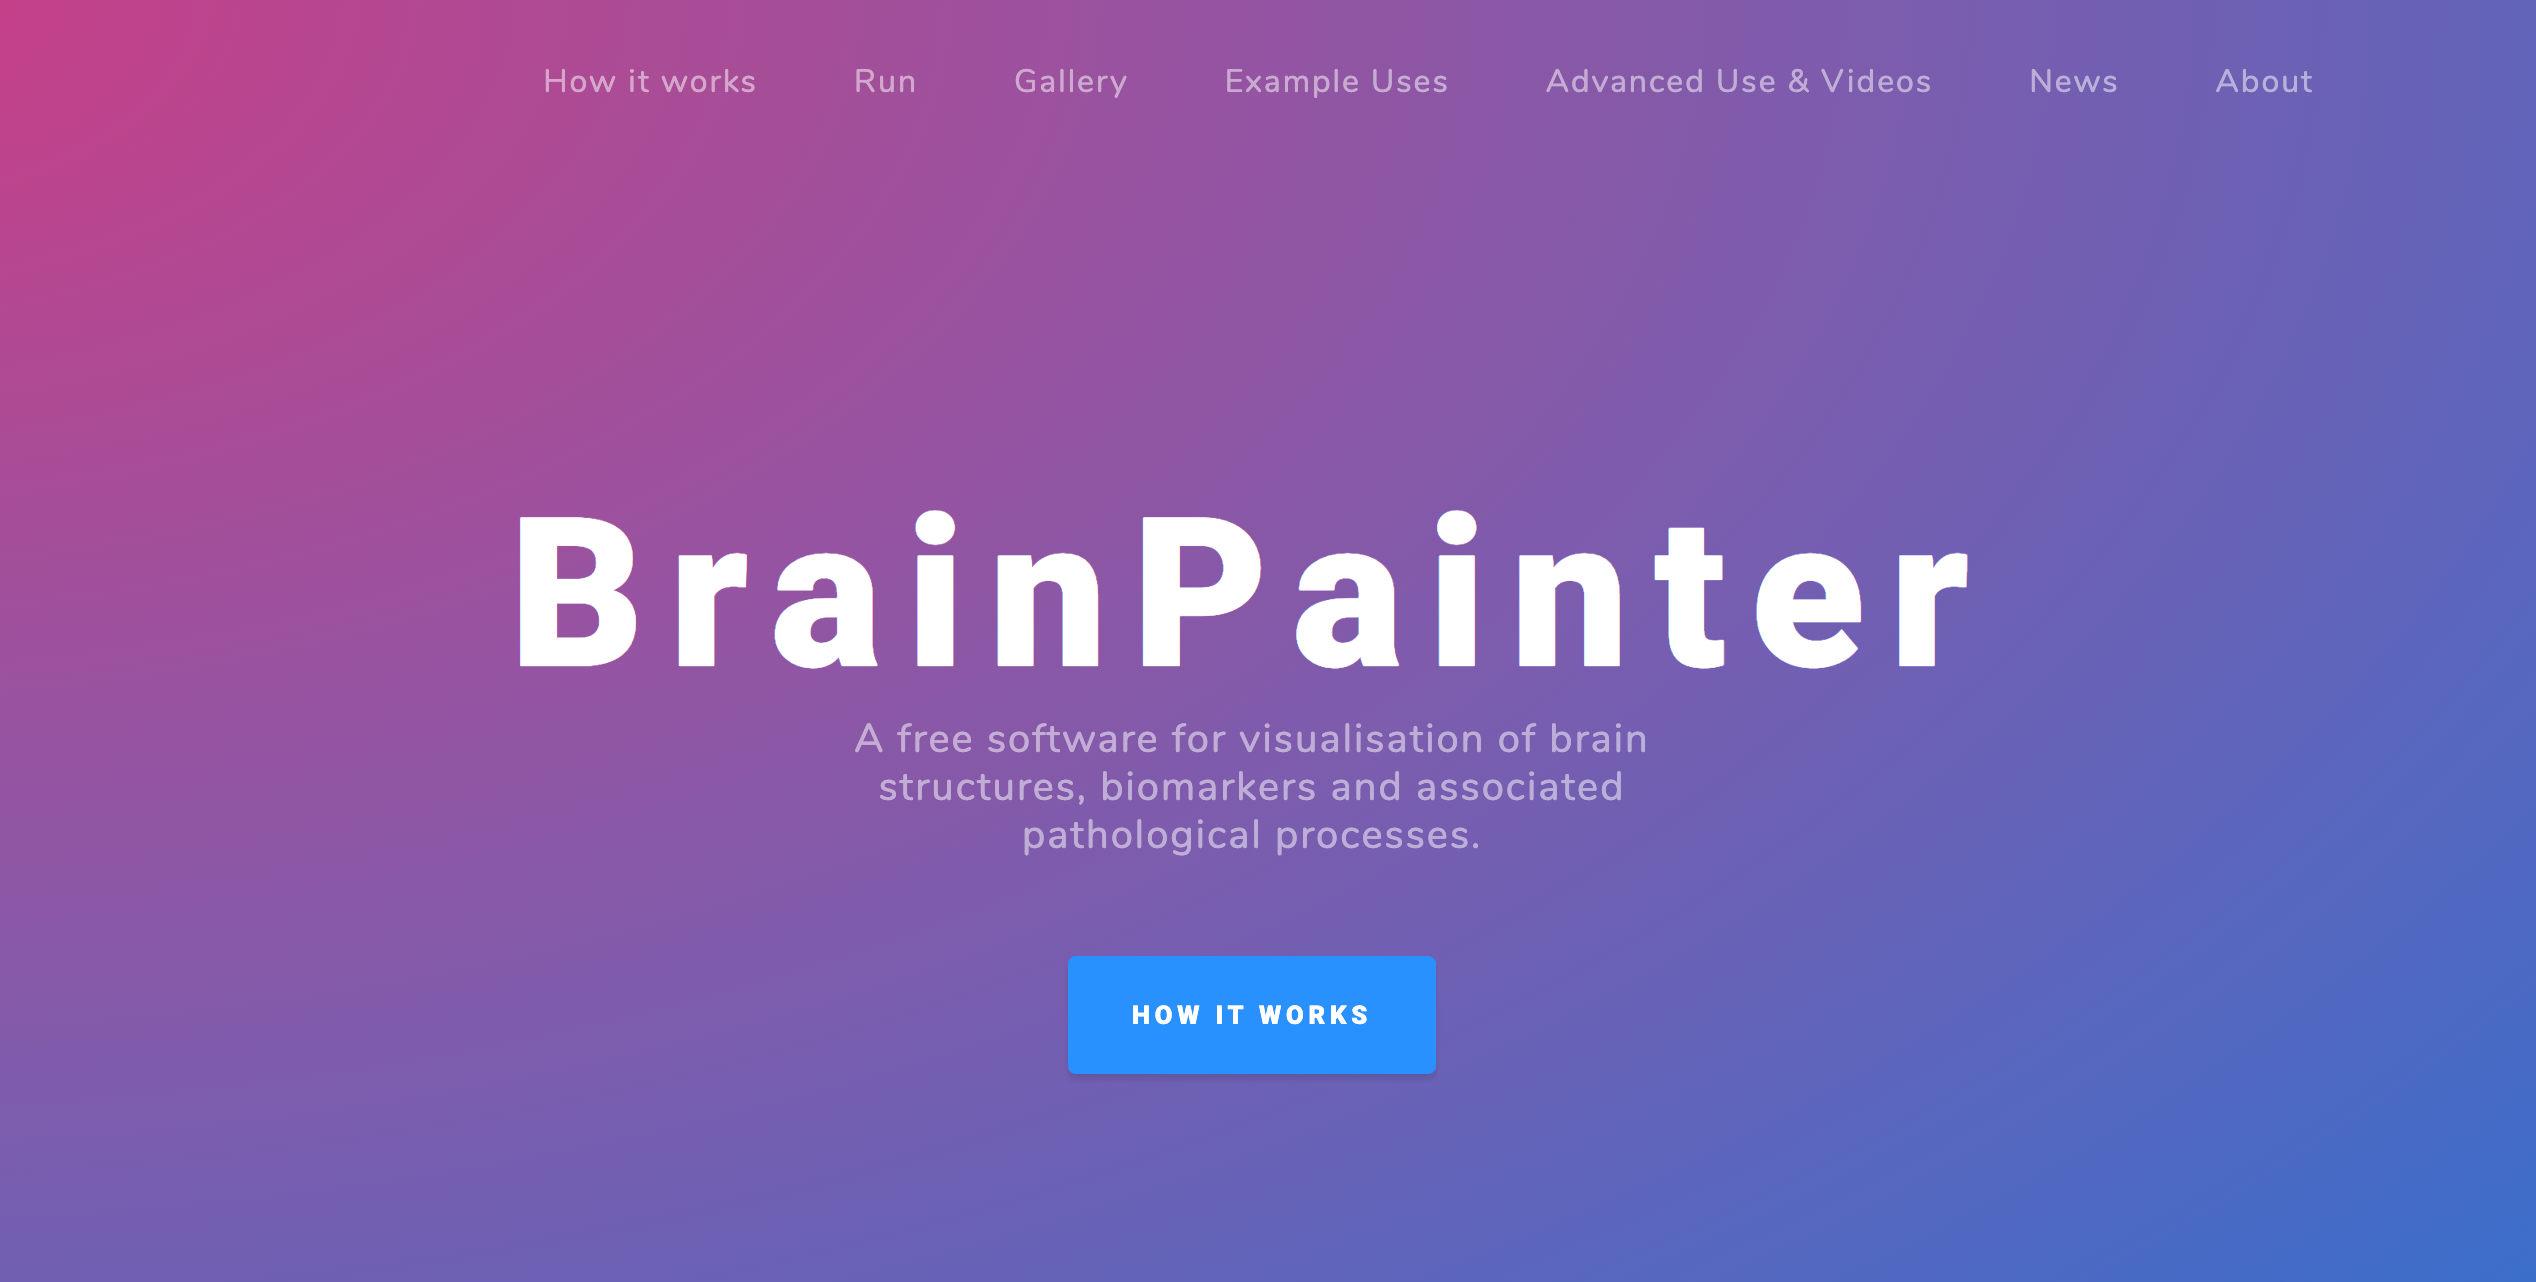 How it works Run Gallery Example Uses Advanced Use & Videos News About
BrainPainter
A free software for visualisation of brain
structures, biomarkers and associated
pathological processes.
HOW IT WORKS